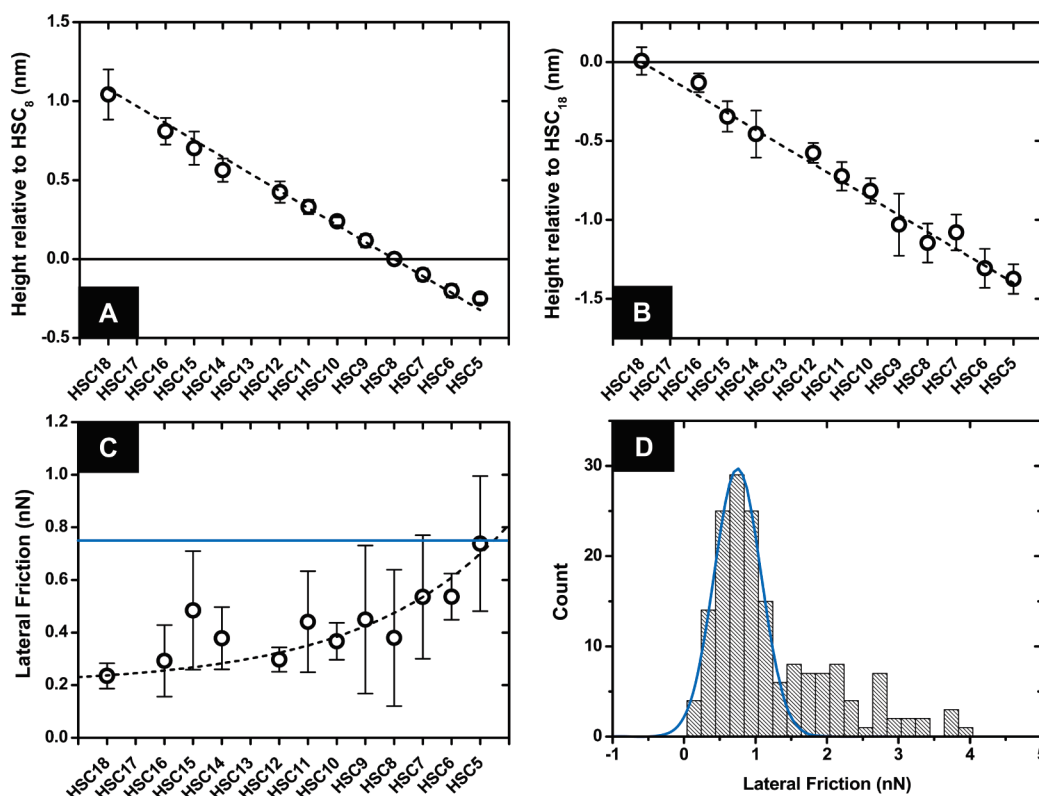 1.5
1.0
0.5
0.0
-0.5
Height relative to HSC8 (nm)
A
HSC18
HSC17
HSC16
HSC15
HSC14
HSC13
HSC12
HSC11
HSC10
HSC9
HSC8
HSC7
HSC6
HSC5
0.0
-0.5
-1.0
-1.5
Height relative to HSC18 (nm)
B
HSC18
HSC17
HSC16
HSC15
HSC14
HSC13
HSC12
HSC11
HSC10
HSC9
HSC8
HSC7
HSC6
HSC5
1.2
1.0
0.8
0.6
0.4
0.2
0.0
Lateral Friction (nN)
C
HSC18
HSC17
HSC16
HSC15
HSC14
HSC13
HSC12
HSC11
HSC10
HSC9
HSC8
HSC7
HSC6
HSC5
D
30
20
10
0
Count
-1 0 1 2 3 4 5
Lateral Friction (nN)